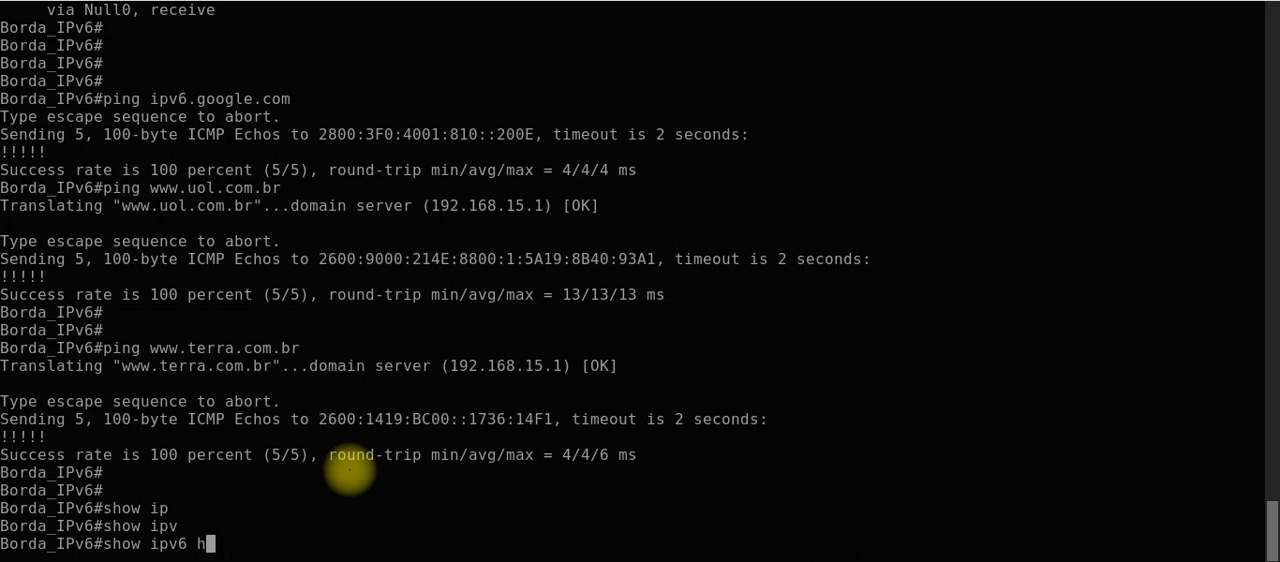 via Null0, receive
Borda_IPv6#
Borda_IPv6#
Borda_IPv6#
Borda_IPv6#
Borda_IPv6#ping ipv6.google.com
Type escape sequence to abort.
Sending 5, 100-byte ICMP Echos to 2800:3F0:4001:810::200E, timeout is 2 seconds:
!!!!!
Success rate is 100 percent (5/5), round-trip min/avg/max = 4/4/4 ms
Borda_IPv6#ping www.uol.com.br
Translating "www.uol.com.br"...domain server (192.168.15.1) [OK]
Type escape sequence to abort.
Sending 5, 100-byte ICMP Echos to 2600:9000:214E:8800:1:5A19:8B40:93A1, timeout is 2 seconds:
!!!!!
Success rate is 100 percent (5/5), round-trip min/avg/max = 13/13/13 ms
Borda_IPv6#
Borda_IPv6#
Borda_IPv6#ping www.terra.com.br
Translating "www.terra.com.br"...domain server (192.168.15.1) [OK]
Type escape sequence to abort.
Sending 5, 100-byte ICMP Echos to 2600:1419:BC00::1736:14F1, timeout is 2 seconds:
!!!!!
Success rate is 100 percent (5/5), round-trip min/avg/max = 4/4/6 ms
Borda_IPv6#
Borda_IPv6#
Borda_IPv6#show ip
Borda_IPv6#show ipv
Borda_IPv6#show ipv6 h